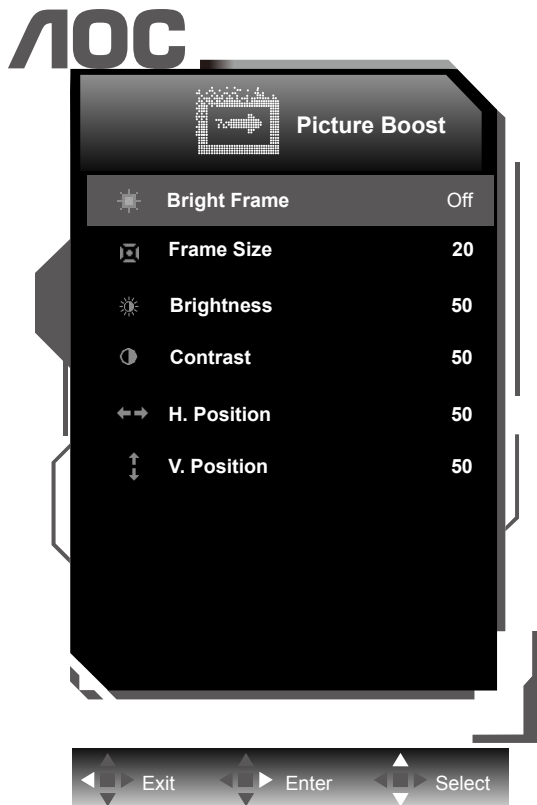 AOC
Picture Boost
Bright Frame Off
Frame Size 20
Brightness 50
Contrast 50
H. Position 50
V. Position 50
Exit Enter Select